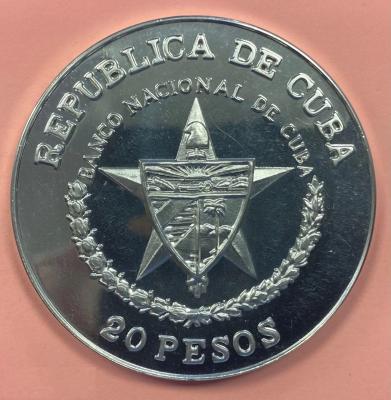 REPUBLICA DE CUBA
BANCO NACIONAL DE CUBA
20 PESOS